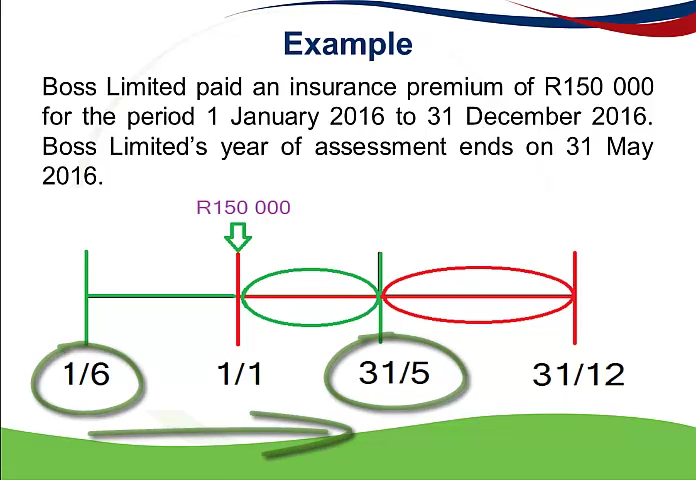 Example
Boss Limited paid an insurance premium of R150 000
for the period 1 January 2016 to 31 December 2016.
Boss Limited's year of assessment ends on 31 May
2016.
R150 000
1/6 1/1 31/5 31/12